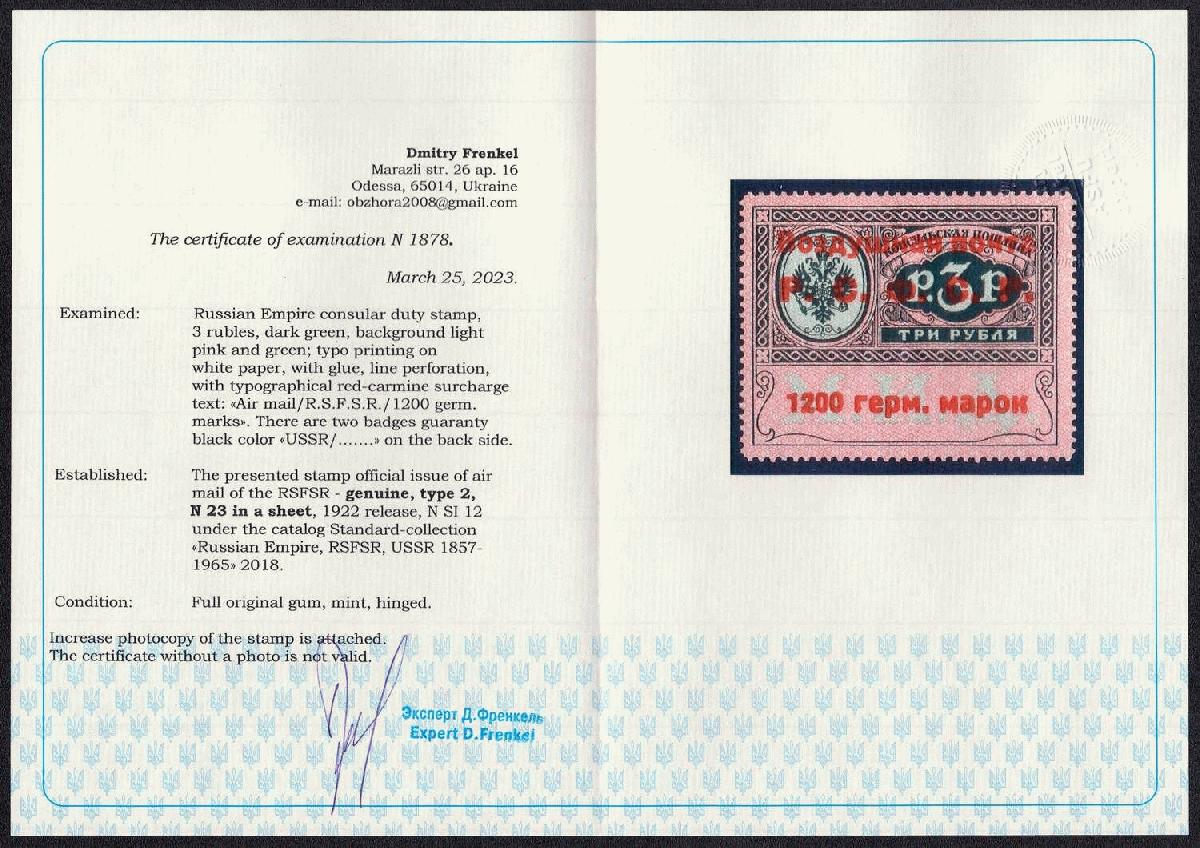 Dmitry Frenkel
Marazli str. 26 ap. 16
Odessa, 65014, Ukraine
e-mail: obzhora2008@gmail.com
The certificate of examination N 1878.
March 25, 2023.
Examined: Russian Empire consular duty stamp,
3 rubles, dark green, background light
pink and green; typo printing on
white paper, with glue, line perforation,
with typographical red-carmine surcharge
text: «Air mail/R.S.F.S.R./1200 germ.
marks». There are two badges guaranty
black color «USSR/.......» on the back side.
Established: The presented stamp official issue of air
mail of the RSFSR - genuine, type 2,
N 23 in a sheet, 1922 release, N SI 12
under the catalog Standard-collection
«Russian Empire, RSFSR, USSR 1857-
1965» 2018.
Condition: Full original gum, mint, hinged.
Increase photocopy of the stamp is attached.
The certificate without a photo is not valid.
Эксперт Д.Френкель
Expert D.Frenkel
Воздушная почта
Р. С. Ф. С. Р.
р.3р
ТРИ РУБЛЯ
1200 герм. марок